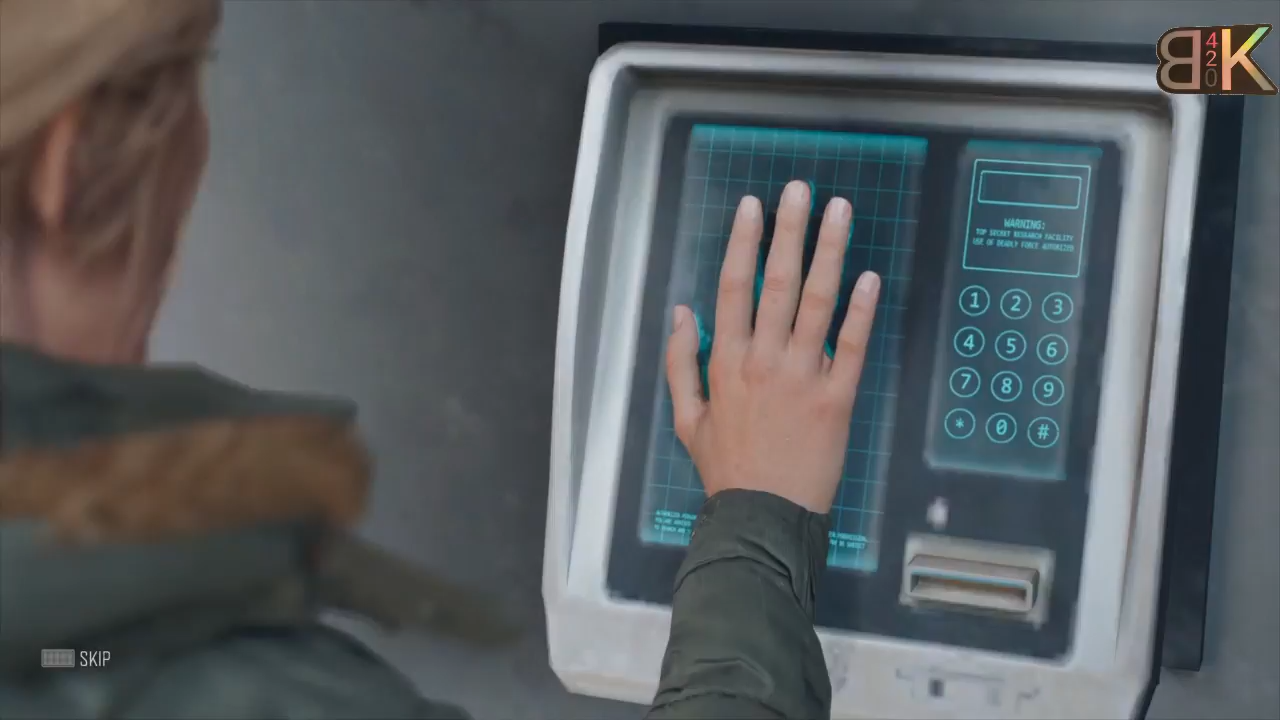 B
420
K
WARNING:
TOP SECRET RESEARCH FACILITY
USE OF DEADLY FORCE AUTHORIZED
1 2 3
4 5 6
7 8 9
* 0 #
SKIP